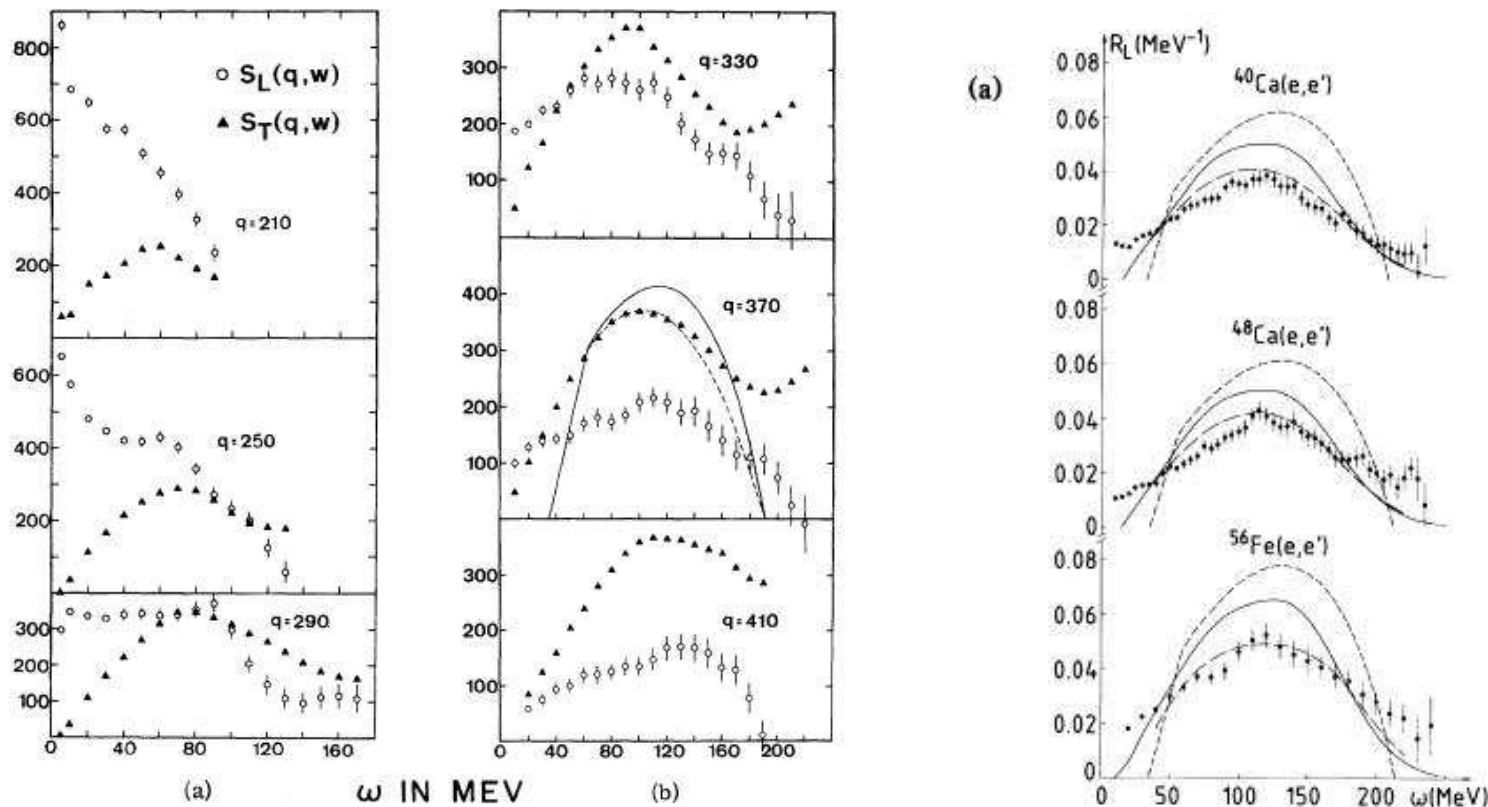 800
600
400
200
○ S_L(q,w)
▲ S_T(q,w)
q=210
600
400
200
q=250
300
200
100
q=290
0 40 80 120 160
(a)
300
200
100
q=330
400
300
200
100
q=370
300
200
100
q=410
0 40 80 120 160 200
(b)
ω IN MEV
(a)
R_L(MeV⁻¹)
0.08
0.06
0.04
0.02
0
⁴⁰Ca(e,e')
0.08
0.06
0.04
0.02
0
⁴⁸Ca(e,e')
0.08
0.06
0.04
0.02
0
⁵⁶Fe(e,e')
0 50 100 150 200 ω(MeV)